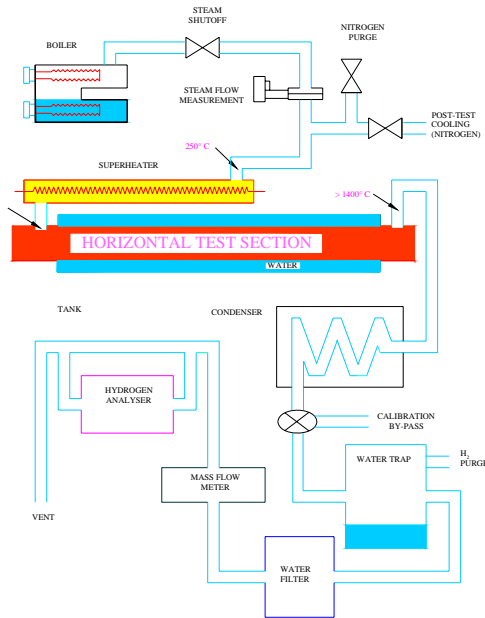 STEAM
SHUTOFF
NITROGEN
PURGE
BOILER
STEAM FLOW
MEASUREMENT
POST-TEST
COOLING
(NITROGEN)
250° C
SUPERHEATER
> 1400° C
HORIZONTAL TEST SECTION
WATER
TANK
CONDENSER
HYDROGEN
ANALYSER
CALIBRATION
BY-PASS
WATER TRAP
H2
PURGE
MASS FLOW
METER
VENT
WATER
FILTER